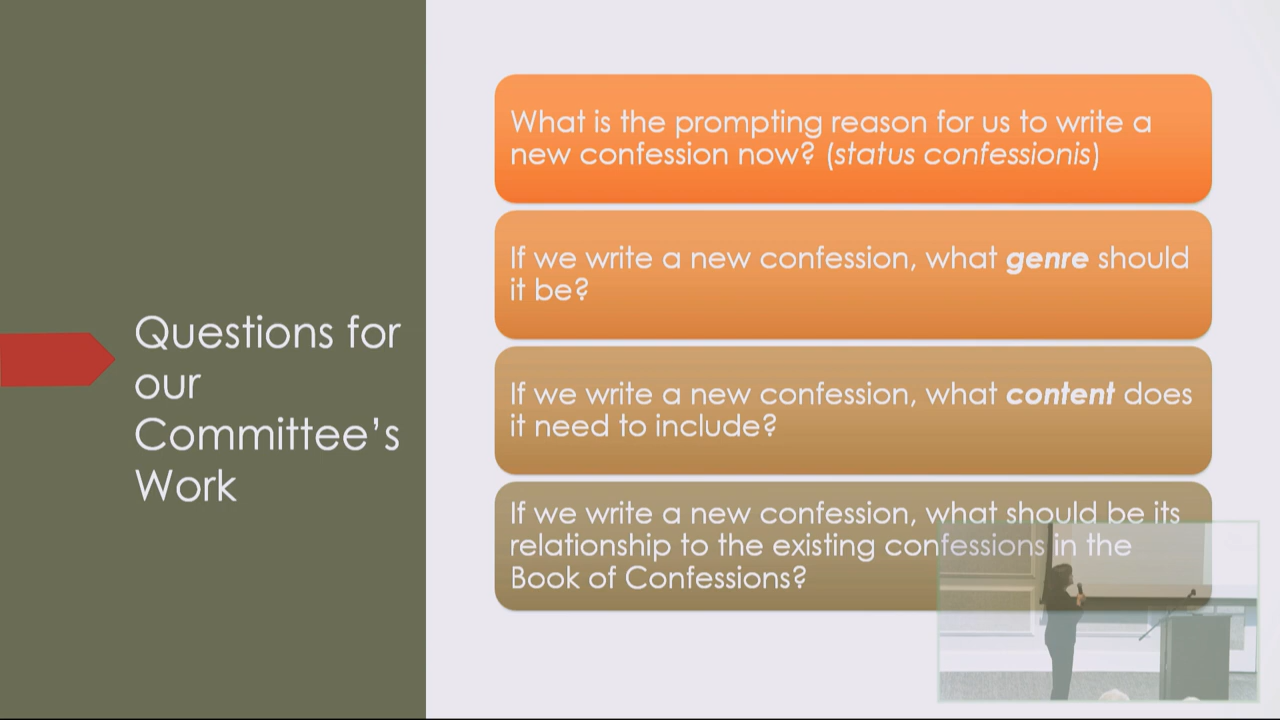 Questions for
our
Committee's
Work
What is the prompting reason for us to write a
new confession now? (status confessionis)
If we write a new confession, what genre should
it be?
If we write a new confession, what content does
it need to include?
If we write a new confession, what should be its
relationship to the existing confessions in the
Book of Confessions?